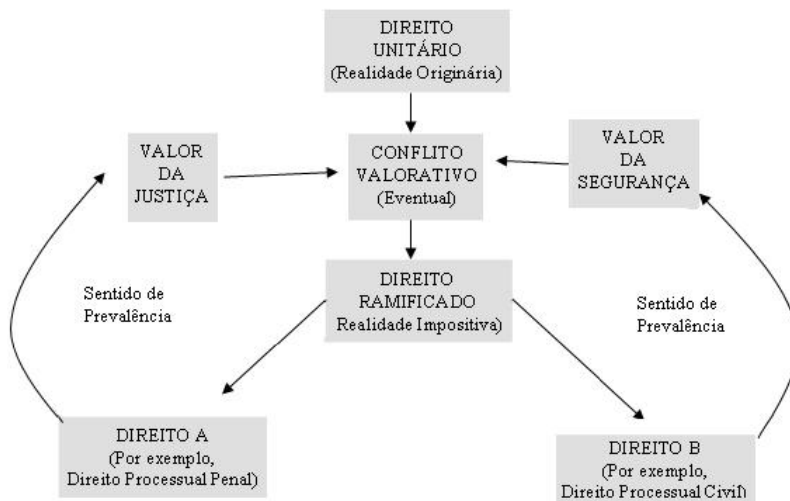 DIREITO
UNITÁRIO
(Realidade Originária)
VALOR
DA
JUSTIÇA
CONFLITO
VALORATIVO
(Eventual)
VALOR
DA
SEGURANÇA
DIREITO
RAMIFICADO
Realidade Impositiva)
Sentido de
Prevalência
Sentido de
Prevalência
DIREITO A
(Por exemplo,
Direito Processual Penal)
DIREITO B
(Por exemplo,
Direito Processual Civil)